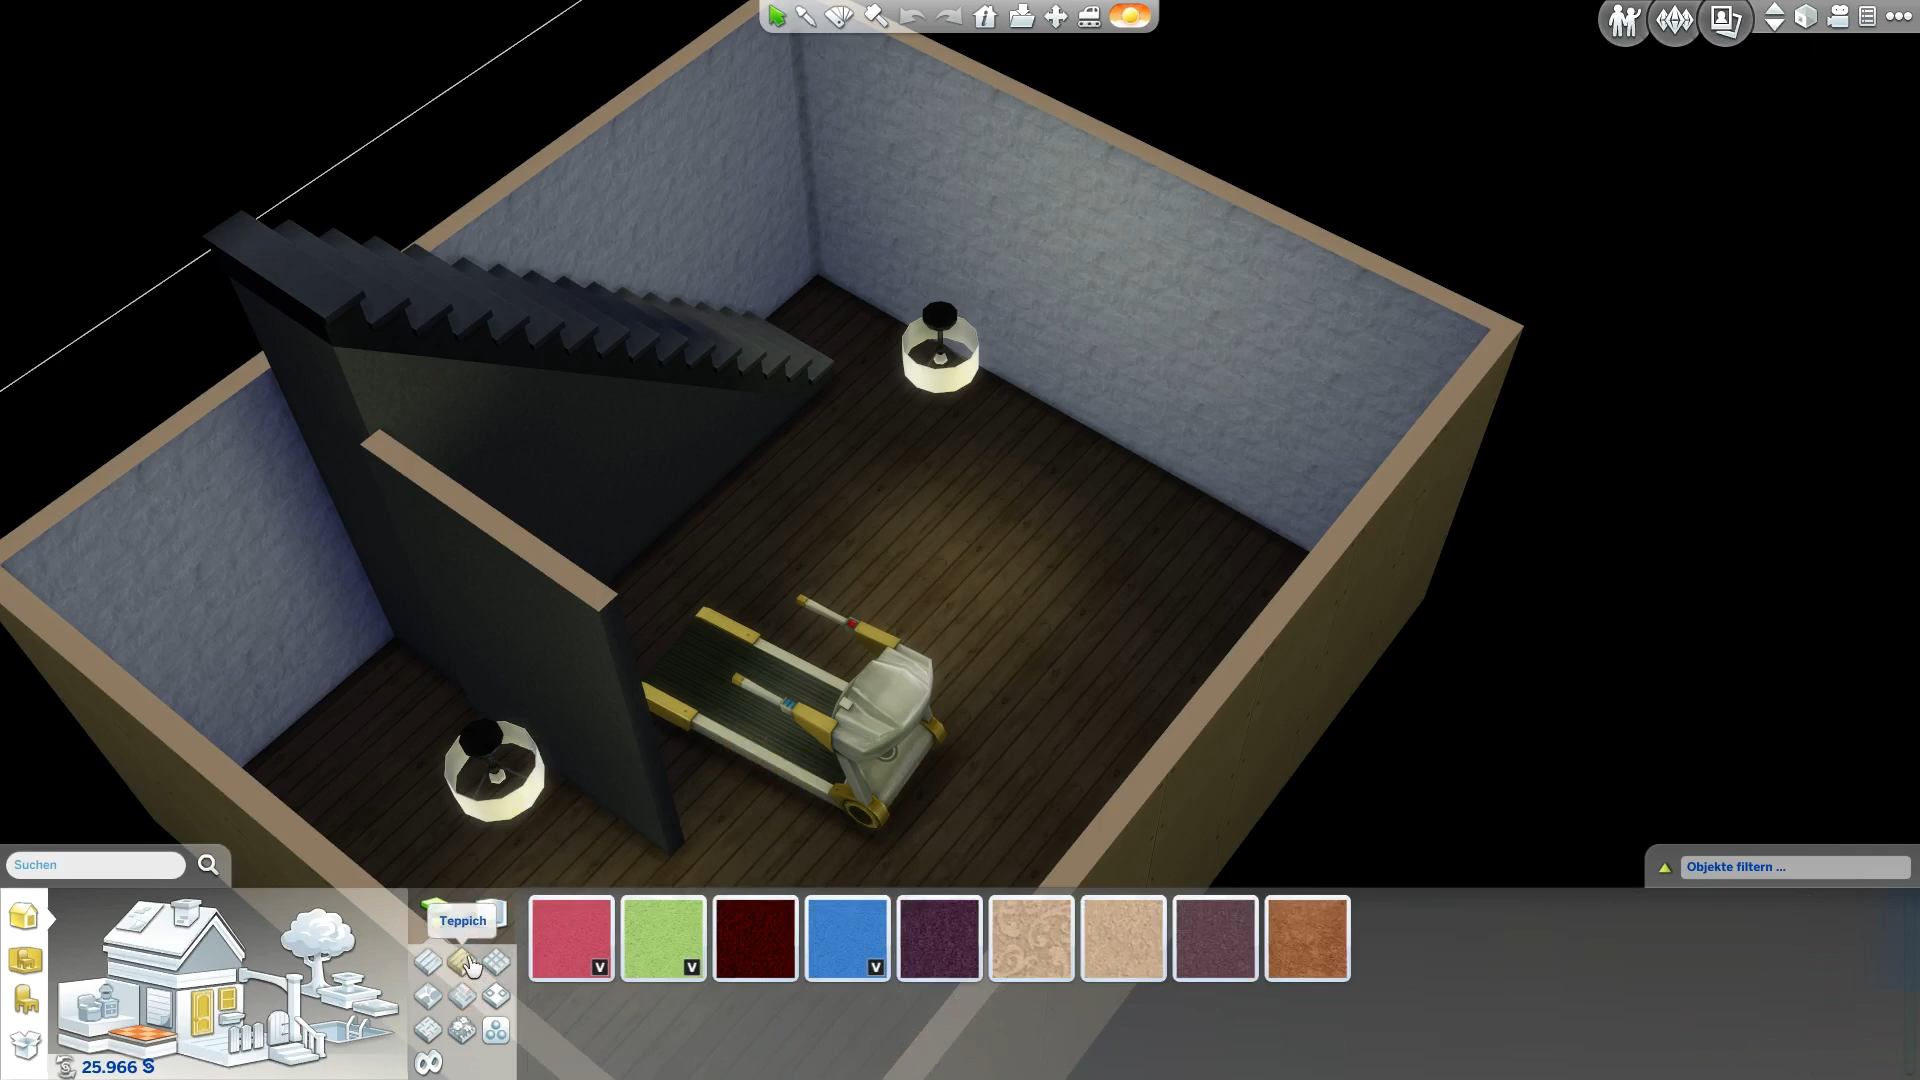 Suchen
Objekte filtern ...
Teppich
V
V
V
25.966 S